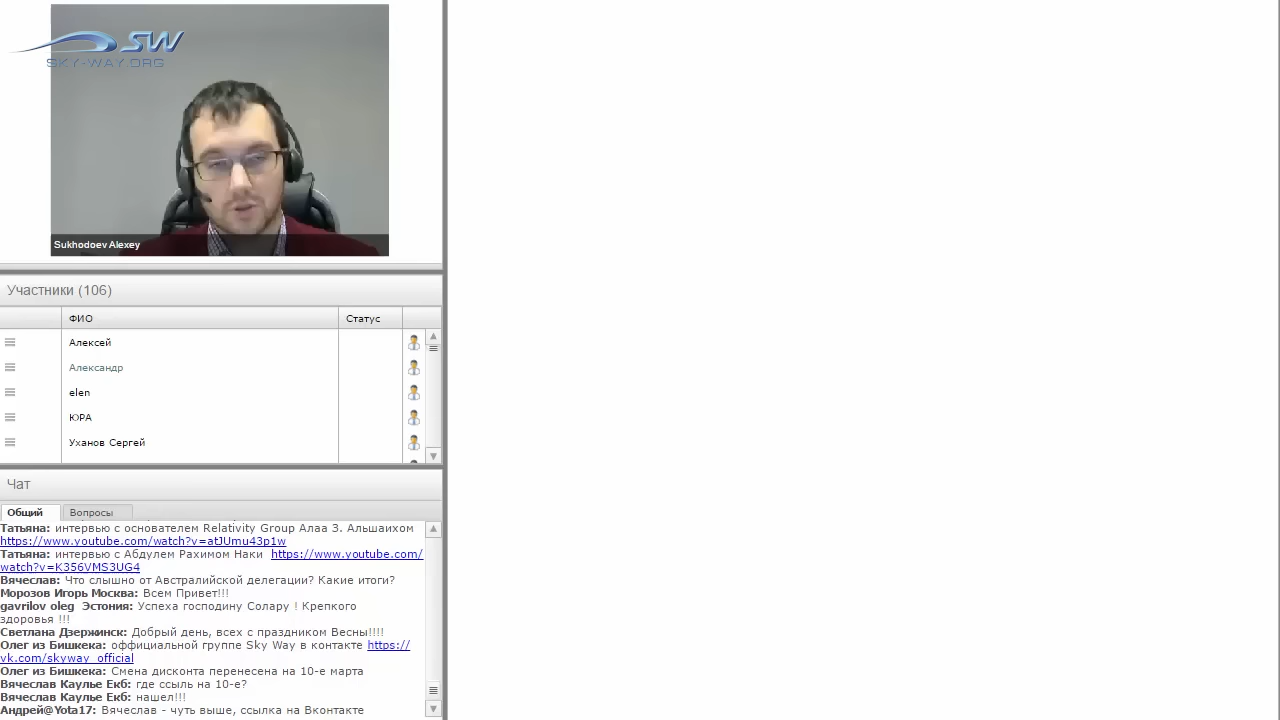 SW
SKY-WAY.ORG
Sukhodoev Alexey
Участники (106)
ФИО Статус
Алексей
Александр
elen
ЮРА
Уханов Сергей
Чат
Общий Вопросы
Татьяна: интервью с основателем Relativity Group Алаа З. Альшаихом
https://www.youtube.com/watch?v=atJUmu43p1w
Татьяна: интервью с Абдулем Рахимом Наки https://www.youtube.com/
watch?v=K356VMS3UG4
Вячеслав: Что слышно от Австралийской делегации? Какие итоги?
Морозов Игорь Москва: Всем Привет!!!
gavrilov oleg Эстония: Успеха господину Солару ! Крепкого
здоровья !!!
Светлана Дзержинск: Добрый день, всех с праздником Весны!!!!
Олег из Бишкека: оффициальной группе Sky Way в контакте https://
vk.com/skyway_official
Олег из Бишкека: Смена дисконта перенесена на 10-е марта
Вячеслав Каулье Екб: где ссыль на 10-е?
Вячеслав Каулье Екб: нашел!!!
Андрей@Yota17: Вячеслав - чуть выше, ссылка на Вконтакте